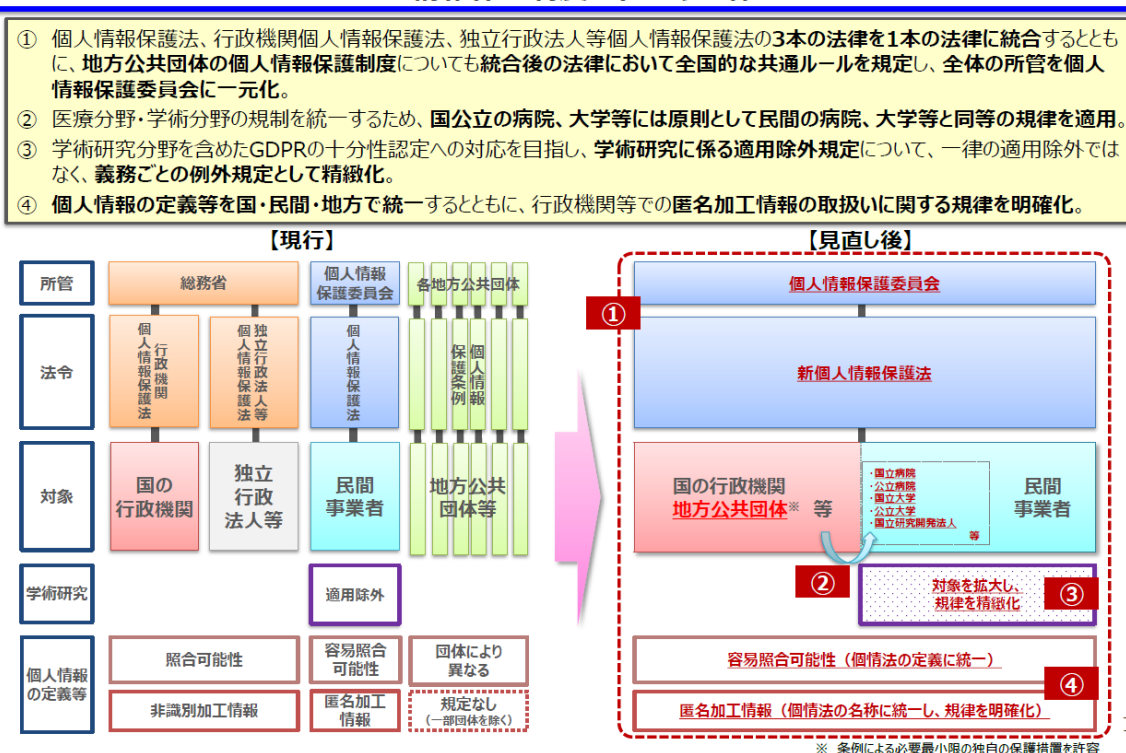 ① 個人情報保護法、行政機関個人情報保護法、独立行政法人等個人情報保護法の3本の法律を1本の法律に統合するととも
に、地方公共団体の個人情報保護制度についても統合後の法律において全国的な共通ルールを規定し、全体の所管を個人
情報保護委員会に一元化。
② 医療分野・学術分野の規制を統一するため、国公立の病院、大学等には原則として民間の病院、大学等と同等の規律を適用。
③ 学術研究分野を含めたGDPRの十分性認定への対応を目指し、学術研究に係る適用除外規定について、一律の適用除外では
なく、義務ごとの例外規定として精緻化。
④ 個人情報の定義等を国・民間・地方で統一するとともに、行政機関等での匿名加工情報の取扱いに関する規律を明確化。
【現行】
所管
総務省
個人情報
保護委員会
各地方公共団体
法令
行政機関
個人情報保護法
独立行政法人等
個人情報保護法
個人情報保護法
個人情報
保護条例
対象
国の
行政機関
独立
行政
法人等
民間
事業者
地方公共
団体等
学術研究
適用除外
個人情報
の定義等
照合可能性
容易照合
可能性
団体により
異なる
非識別加工情報
匿名加工
情報
規定なし
(一部団体を除く)
【見直し後】
①
個人情報保護委員会
新個人情報保護法
国の行政機関
地方公共団体※ 等
・国立病院
・公立病院
・国立大学
・公立大学
・国立研究開発法人
等
民間
事業者
②
対象を拡大し、
規律を精緻化
③
容易照合可能性（個情法の定義に統一）
④
匿名加工情報（個情法の名称に統一し、規律を明確化）
※ 条例による必要最小限の独自の保護措置を許容